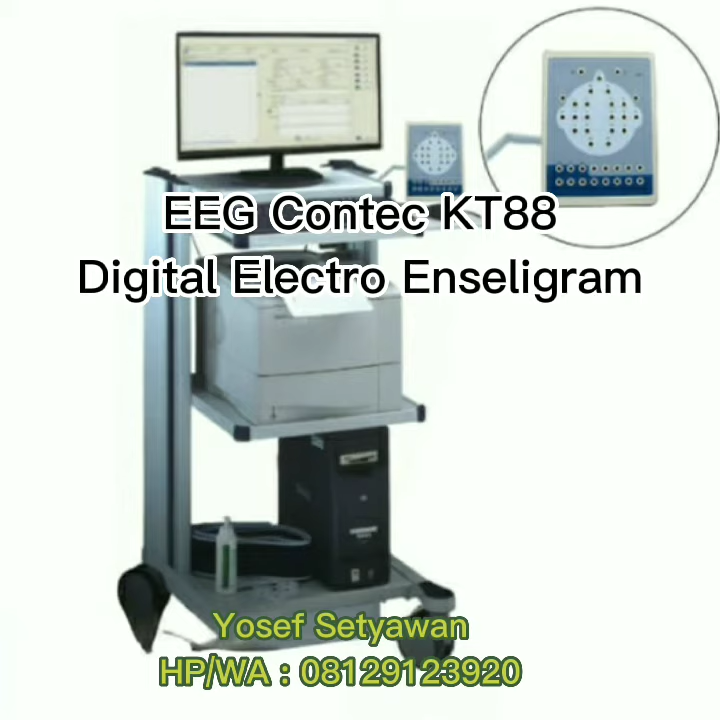 EEG Contec KT88
Digital Electro Enseligram
Yosef Setyawan
HP/WA : 08129123920